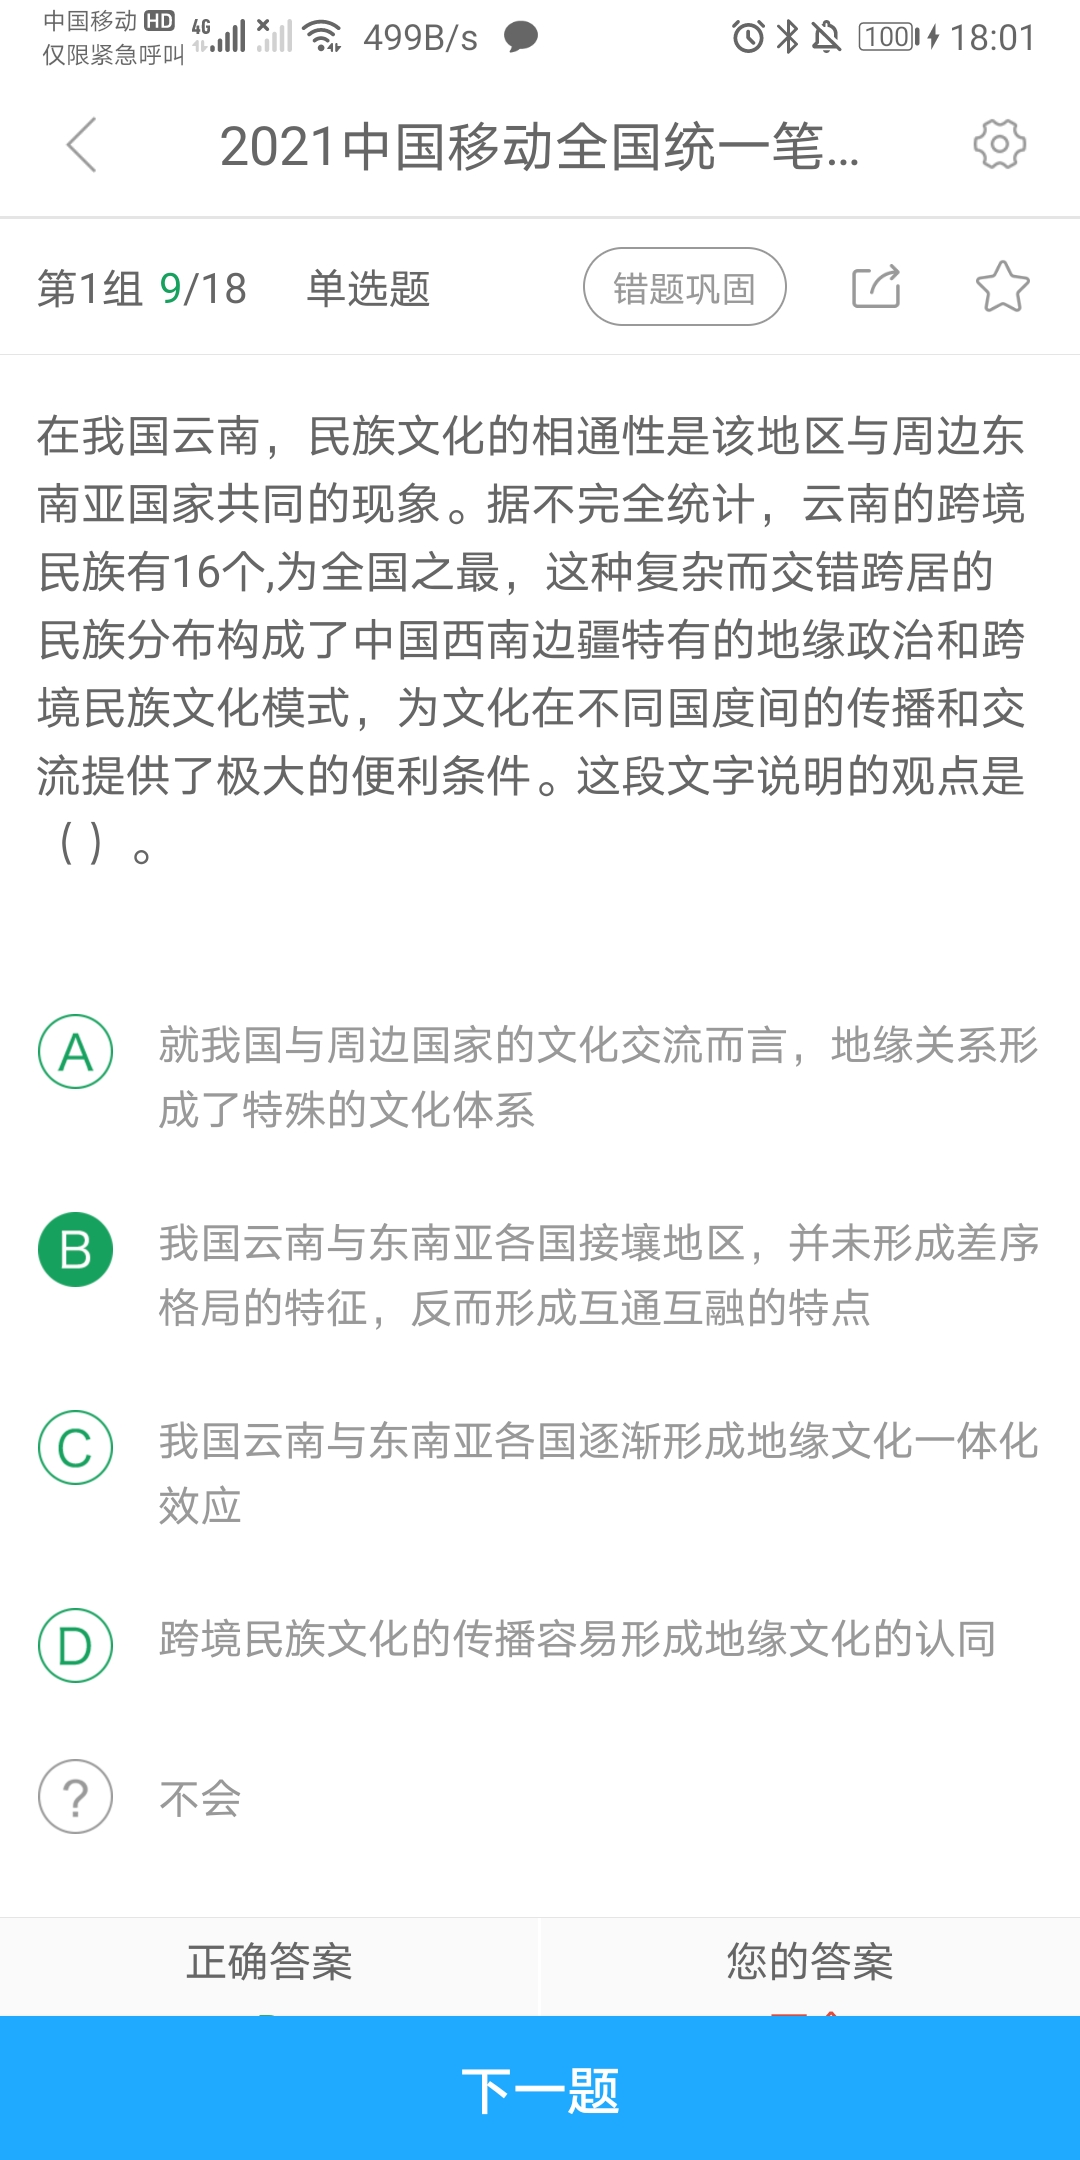 中国移动 HD 4G 499B/s 100 18:01
仅限紧急呼叫
2021中国移动全国统一笔...
第1组 9/18 单选题 错题巩固
在我国云南，民族文化的相通性是该地区与周边东
南亚国家共同的现象。据不完全统计，云南的跨境
民族有16个,为全国之最，这种复杂而交错跨居的
民族分布构成了中国西南边疆特有的地缘政治和跨
境民族文化模式，为文化在不同国度间的传播和交
流提供了极大的便利条件。这段文字说明的观点是
（）。
A 就我国与周边国家的文化交流而言，地缘关系形
成了特殊的文化体系
B 我国云南与东南亚各国接壤地区，并未形成差序
格局的特征，反而形成互通互融的特点
C 我国云南与东南亚各国逐渐形成地缘文化一体化
效应
D 跨境民族文化的传播容易形成地缘文化的认同
? 不会
正确答案 您的答案
下一题